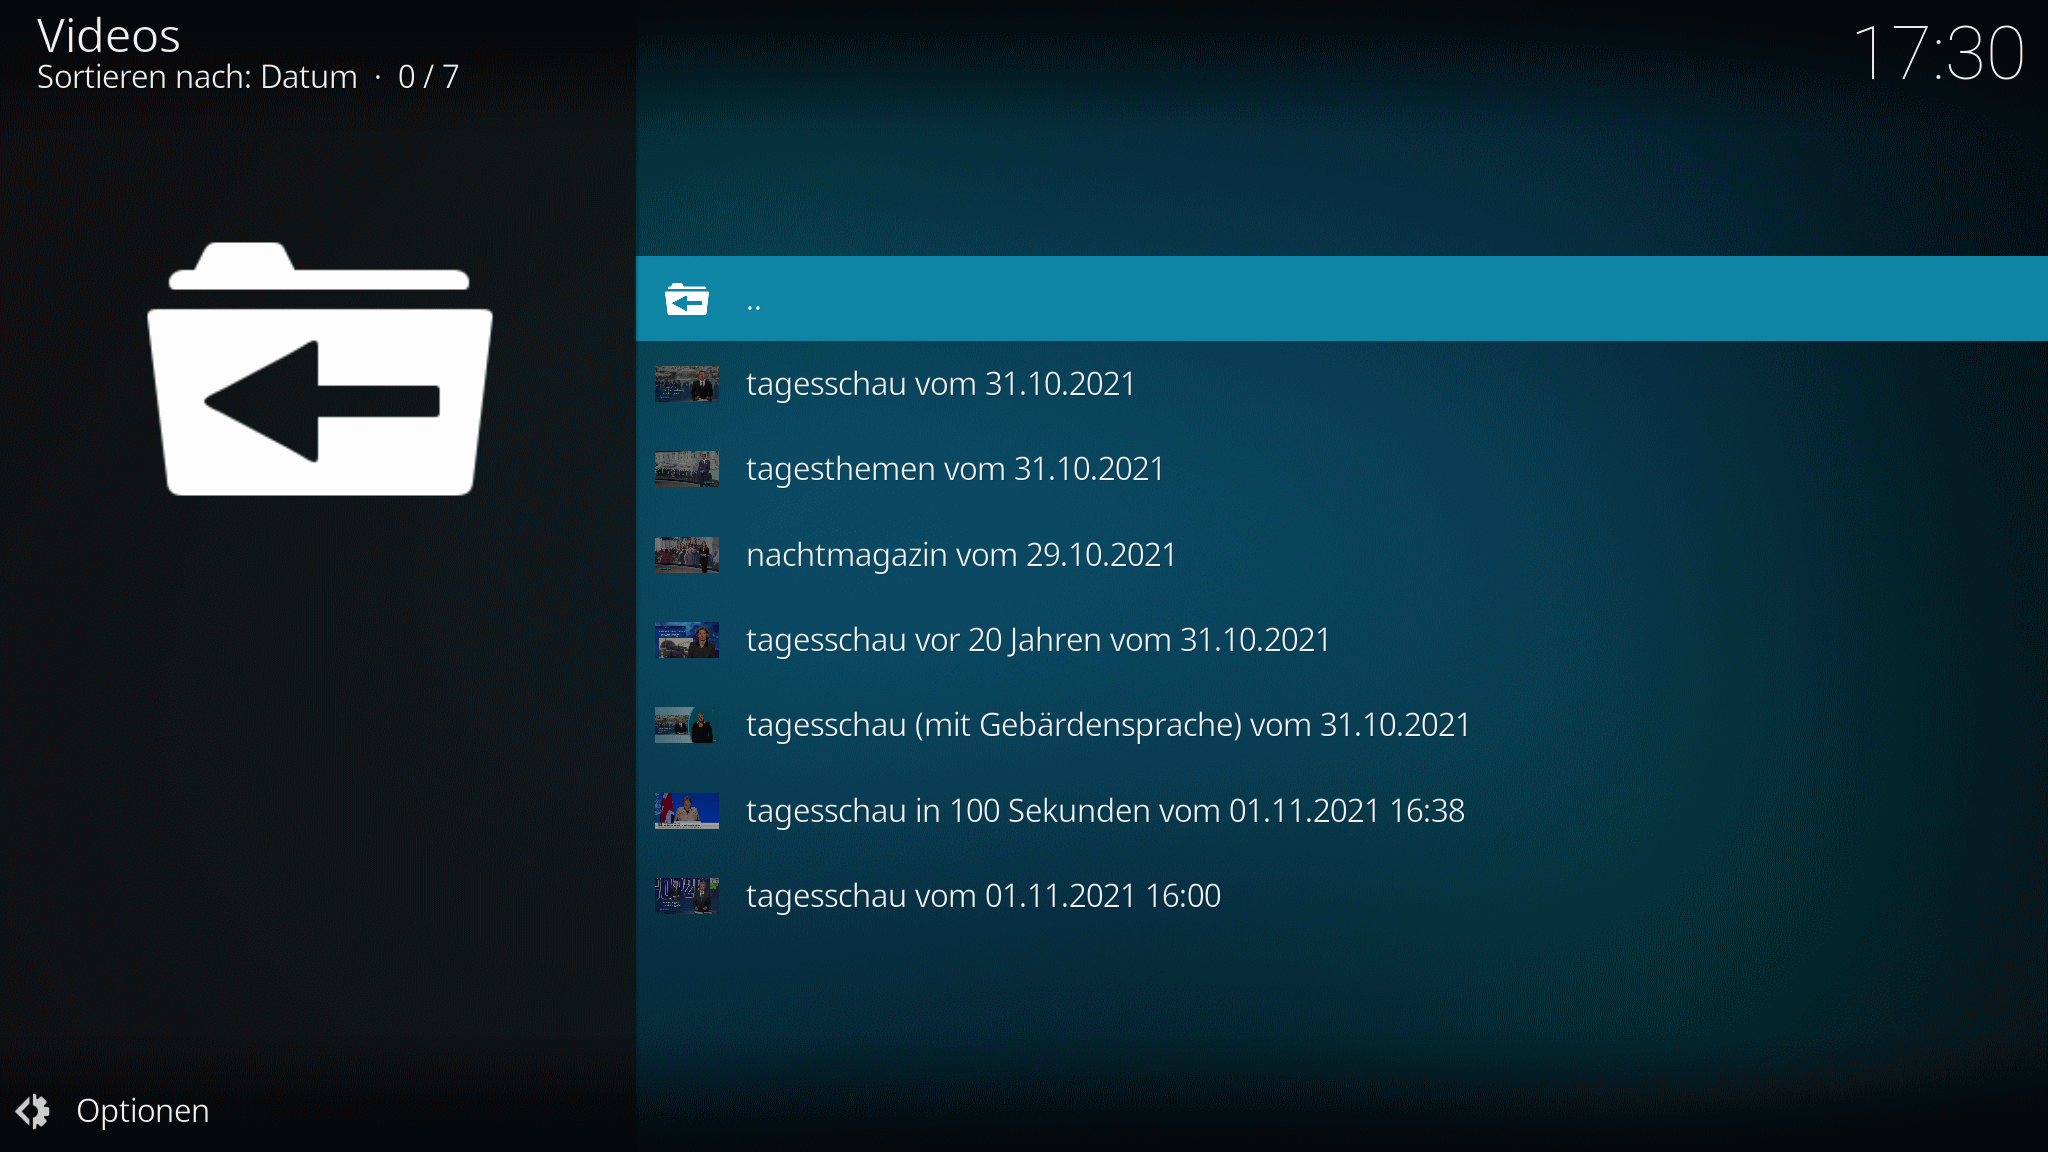 Videos
Sortieren nach: Datum · 0 / 7
17:30
..
tagesschau vom 31.10.2021
tagesthemen vom 31.10.2021
nachtmagazin vom 29.10.2021
tagesschau vor 20 Jahren vom 31.10.2021
tagesschau (mit Gebärdensprache) vom 31.10.2021
tagesschau in 100 Sekunden vom 01.11.2021 16:38
tagesschau vom 01.11.2021 16:00
Optionen